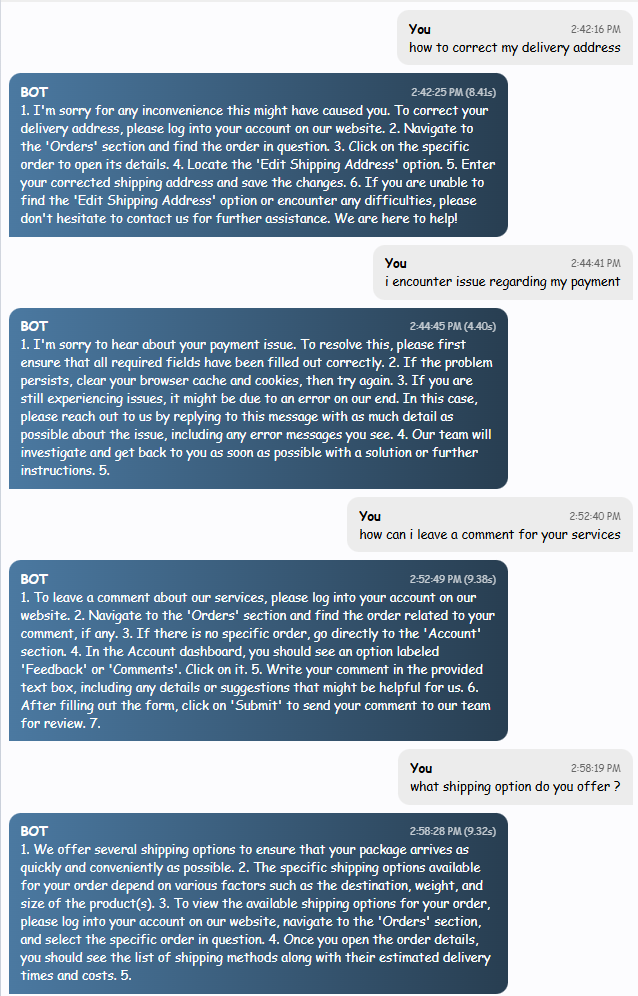 You 2:42:16 PM
how to correct my delivery address
BOT 2:42:25 PM (8.41s)
1. I'm sorry for any inconvenience this might have caused you. To correct your
delivery address, please log into your account on our website. 2. Navigate to
the 'Orders' section and find the order in question. 3. Click on the specific
order to open its details. 4. Locate the 'Edit Shipping Address' option. 5. Enter
your corrected shipping address and save the changes. 6. If you are unable to
find the 'Edit Shipping Address' option or encounter any difficulties, please
don't hesitate to contact us for further assistance. We are here to help!
You 2:44:41 PM
i encounter issue regarding my payment
BOT 2:44:45 PM (4.40s)
1. I'm sorry to hear about your payment issue. To resolve this, please first
ensure that all required fields have been filled out correctly. 2. If the problem
persists, clear your browser cache and cookies, then try again. 3. If you are
still experiencing issues, it might be due to an error on our end. In this case,
please reach out to us by replying to this message with as much detail as
possible about the issue, including any error messages you see. 4. Our team will
investigate and get back to you as soon as possible with a solution or further
instructions. 5.
You 2:52:40 PM
how can i leave a comment for your services
BOT 2:52:49 PM (9.38s)
1. To leave a comment about our services, please log into your account on our
website. 2. Navigate to the 'Orders' section and find the order related to your
comment, if any. 3. If there is no specific order, go directly to the 'Account'
section. 4. In the Account dashboard, you should see an option labeled
'Feedback' or 'Comments'. Click on it. 5. Write your comment in the provided
text box, including any details or suggestions that might be helpful for us. 6.
After filling out the form, click on 'Submit' to send your comment to our team
for review. 7.
You 2:58:19 PM
what shipping option do you offer ?
BOT 2:58:28 PM (9.32s)
1. We offer several shipping options to ensure that your package arrives as
quickly and conveniently as possible. 2. The specific shipping options available
for your order depend on various factors such as the destination, weight, and
size of the product(s). 3. To view the available shipping options for your order,
please log into your account on our website, navigate to the 'Orders' section,
and select the specific order in question. 4. Once you open the order details,
you should see the list of shipping methods along with their estimated delivery
times and costs. 5.